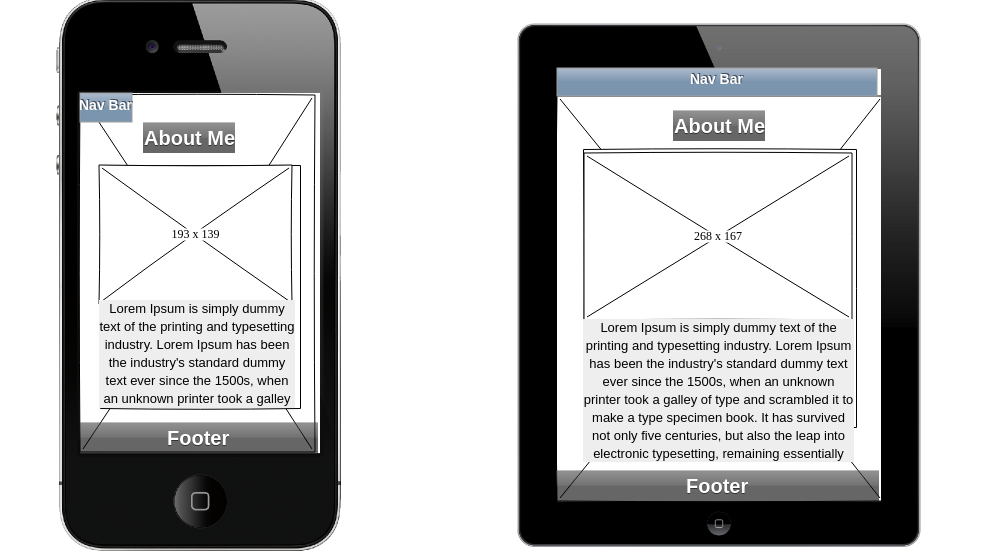 Nav Bar
About Me
193 x 139
Lorem Ipsum is simply dummy
text of the printing and typesetting
industry. Lorem Ipsum has been
the industry's standard dummy
text ever since the 1500s, when
an unknown printer took a galley
Footer
Nav Bar
About Me
268 x 167
Lorem Ipsum is simply dummy text of the
printing and typesetting industry. Lorem Ipsum
has been the industry's standard dummy text
ever since the 1500s, when an unknown
printer took a galley of type and scrambled it to
make a type specimen book. It has survived
not only five centuries, but also the leap into
electronic typesetting, remaining essentially
Footer